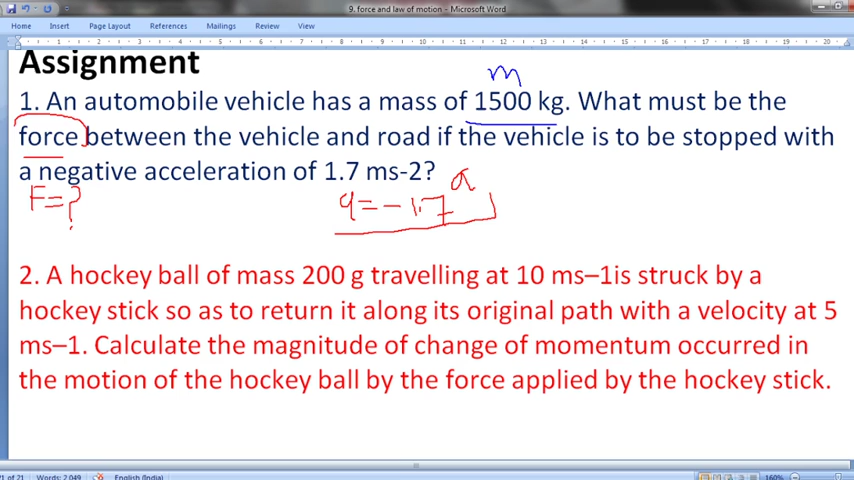 9. force and law of motion - Microsoft Word
Home Insert Page Layout References Mailings Review View
Assignment
m
1. An automobile vehicle has a mass of 1500 kg. What must be the
force between the vehicle and road if the vehicle is to be stopped with
a negative acceleration of 1.7 ms-2?
a
F=?
a=-1.7
2. A hockey ball of mass 200 g travelling at 10 ms–1is struck by a
hockey stick so as to return it along its original path with a velocity at 5
ms–1. Calculate the magnitude of change of momentum occurred in
the motion of the hockey ball by the force applied by the hockey stick.
Words: 2,049 English (India) 160%